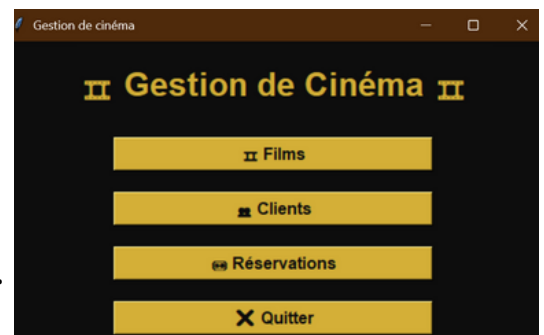 Gestion de cinéma
Gestion de Cinéma
Films
Clients
Réservations
Quitter